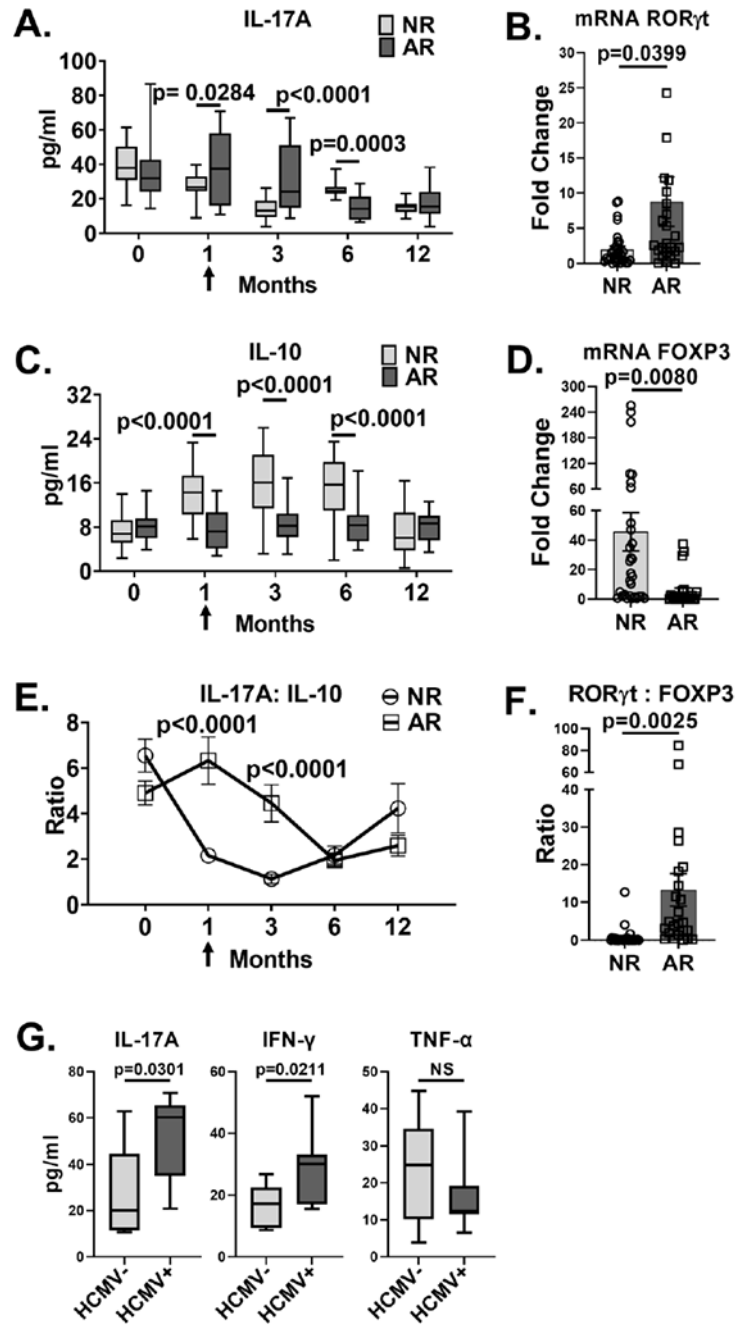 A.
IL-17A
NR
AR
pg/ml
100
80
60
40
20
0
p= 0.0284
p<0.0001
p=0.0003
0 1 3 6 12
Months
B.
mRNA RORγt
p=0.0399
Fold Change
30
25
20
15
10
5
0
NR AR
C.
IL-10
NR
AR
pg/ml
32
24
16
8
0
p<0.0001
p<0.0001
p<0.0001
0 1 3 6 12
Months
D.
mRNA FOXP3
p=0.0080
Fold Change
300
240
180
120
60
60
40
20
0
NR AR
E.
IL-17A: IL-10
NR
AR
Ratio
8
6
4
2
0
p<0.0001
p<0.0001
0 1 3 6 12
Months
F.
RORγt : FOXP3
p=0.0025
Ratio
100
80
60
40
30
20
10
0
NR AR
G.
IL-17A
p=0.0301
pg/ml
80
60
40
20
0
HCMV- HCMV+
IFN-γ
p=0.0211
60
40
20
0
HCMV- HCMV+
TNF-α
NS
50
40
30
20
10
0
HCMV- HCMV+